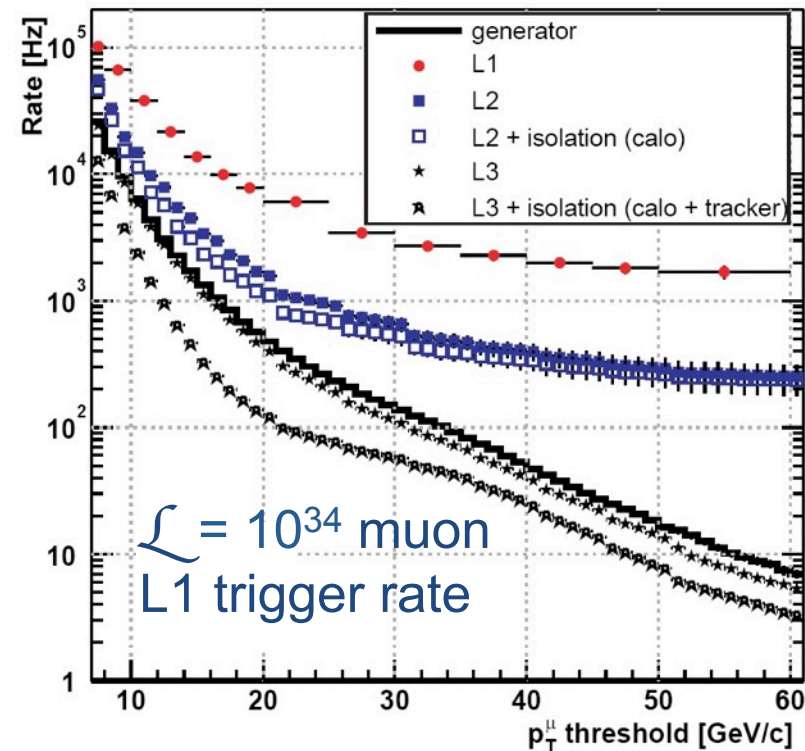 Rate [Hz]
10⁵
10⁴
10³
10²
10
1
generator
L1
L2
L2 + isolation (calo)
L3
L3 + isolation (calo + tracker)
ℒ = 10³⁴ muon
L1 trigger rate
10 20 30 40 50 60
p_T^μ threshold [GeV/c]